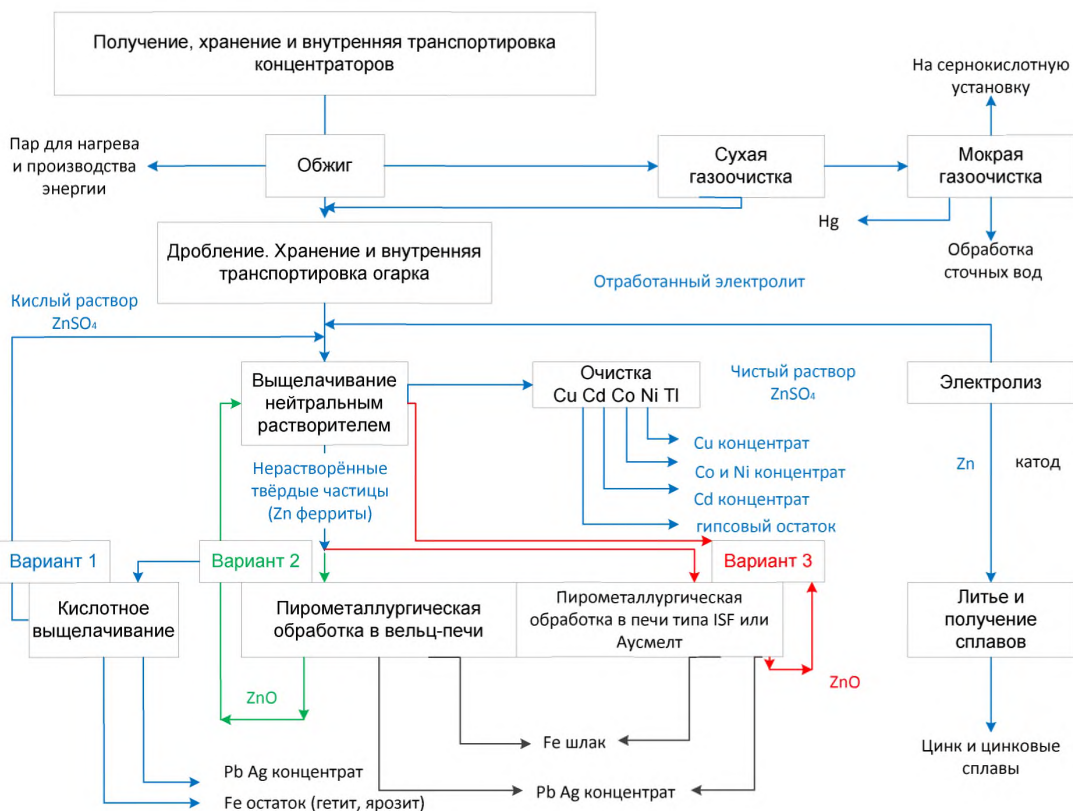 Получение, хранение и внутренняя транспортировка
концентраторов
На сернокислотную
установку
Пар для нагрева
и производства
энергии
Обжиг
Сухая
газоочистка
Мокрая
газоочистка
Hg
Обработка
сточных вод
Дробление. Хранение и внутренняя
транспортировка огарка
Отработанный электролит
Кислый раствор
ZnSO₄
Выщелачивание
нейтральным
растворителем
Очистка
Cu Cd Co Ni Tl
Чистый раствор
ZnSO₄
Электролиз
Cu концентрат
Co и Ni концентрат
Cd концентрат
гипсовый остаток
Zn
катод
Нерастворённые
твёрдые частицы
(Zn ферриты)
Вариант 1
Вариант 2
Вариант 3
Кислотное
выщелачивание
Пирометаллургическая
обработка в вельц-печи
Пирометаллургическая
обработка в печи типа ISF или
Аусмелт
Литье и
получение
сплавов
ZnO
ZnO
Fe шлак
Цинк и цинковые
сплавы
Pb Ag концентрат
Pb Ag концентрат
Fe остаток (гетит, ярозит)